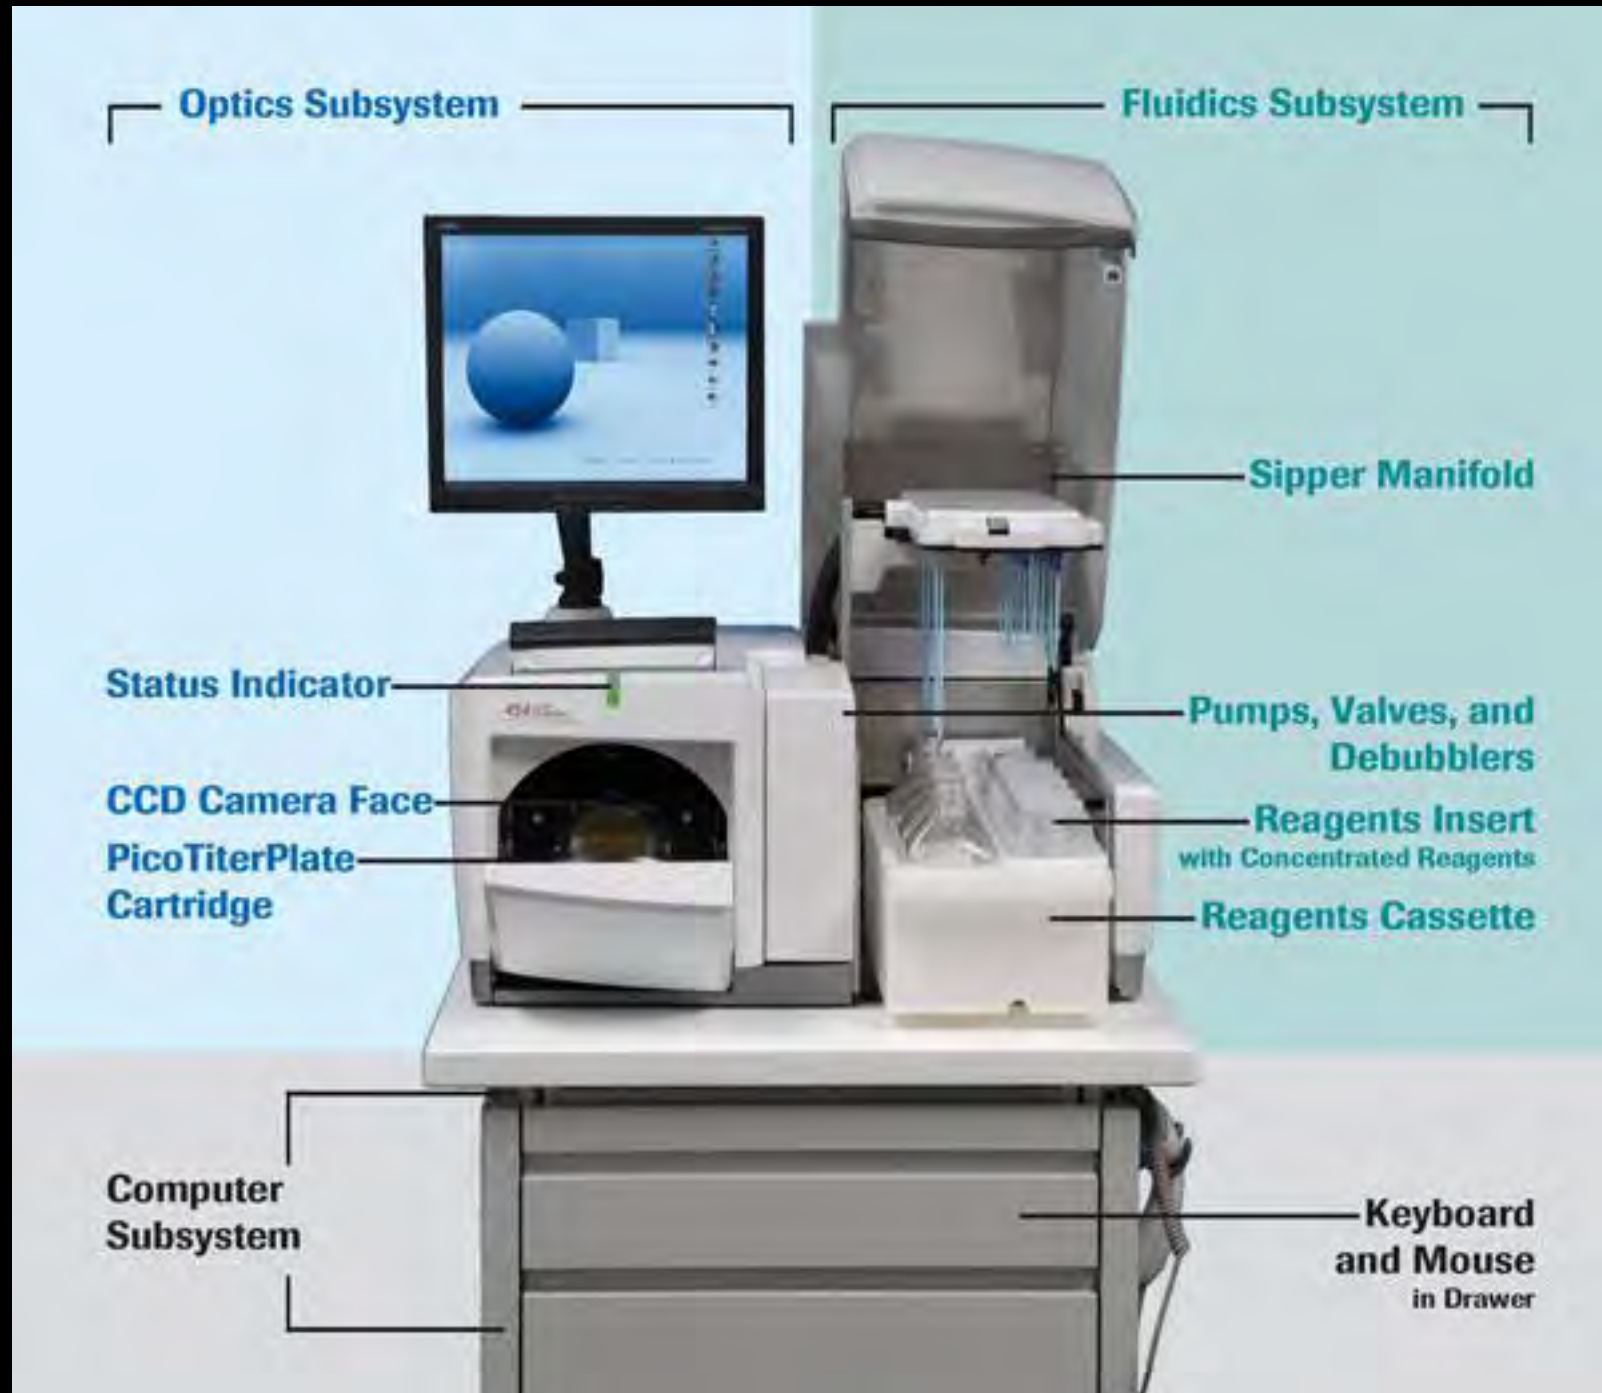 Optics Subsystem
Fluidics Subsystem
Sipper Manifold
Status Indicator
Pumps, Valves, and
Debubblers
CCD Camera Face
Reagents Insert
with Concentrated Reagents
PicoTiterPlate
Cartridge
Reagents Cassette
454
Computer
Subsystem
Keyboard
and Mouse
in Drawer